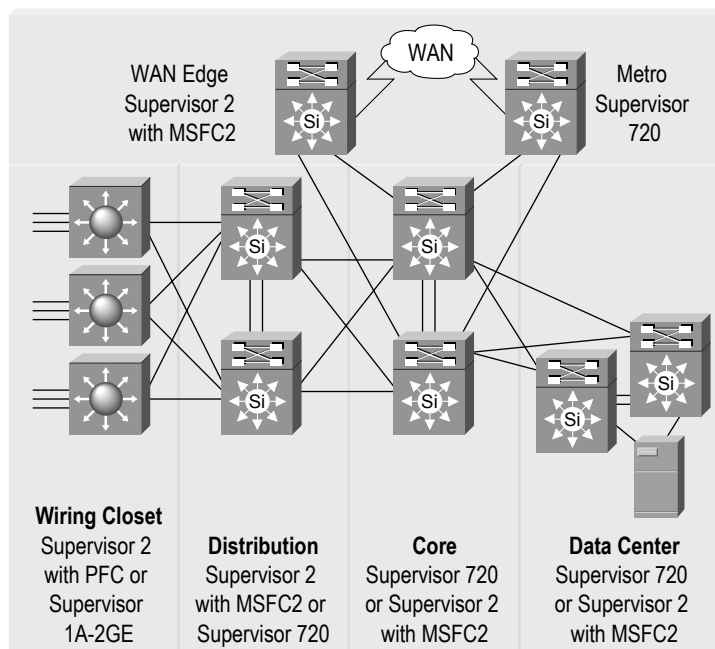 WAN Edge
Supervisor 2
with MSFC2
WAN
Metro
Supervisor
720
Si
Si
Si
Si
Si
Si
Si
Si
Wiring Closet
Supervisor 2
with PFC or
Supervisor
1A-2GE
Distribution
Supervisor 2
with MSFC2 or
Supervisor 720
Core
Supervisor 720
or Supervisor 2
with MSFC2
Data Center
Supervisor 720
or Supervisor 2
with MSFC2